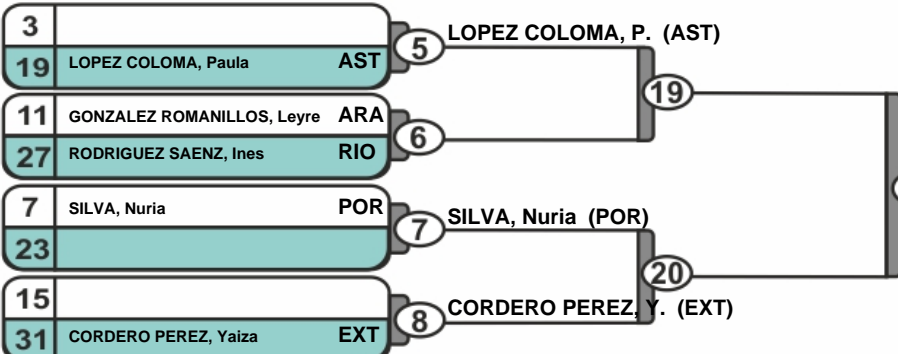 3
19 LOPEZ COLOMA, Paula AST
5
LOPEZ COLOMA, P. (AST)
11 GONZALEZ ROMANILLOS, Leyre ARA
27 RODRIGUEZ SAENZ, Ines RIO
6
19
7 SILVA, Nuria POR
23
7
SILVA, Nuria (POR)
15
31 CORDERO PEREZ, Yaiza EXT
8
CORDERO PEREZ, Y. (EXT)
20